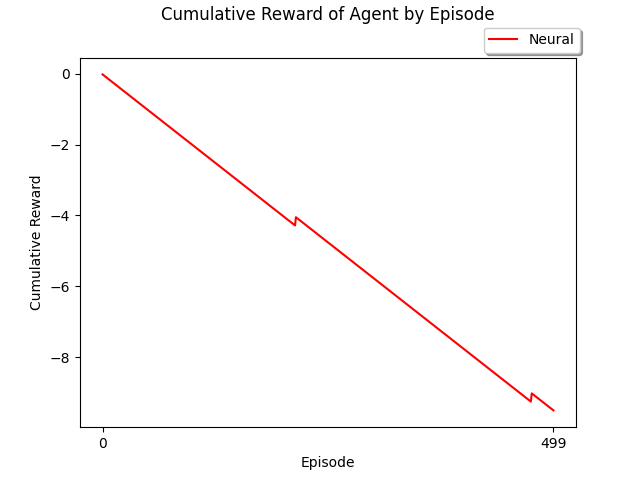 Cumulative Reward of Agent by Episode
Neural
0
−2
−4
−6
−8
Cumulative Reward
0
499
Episode